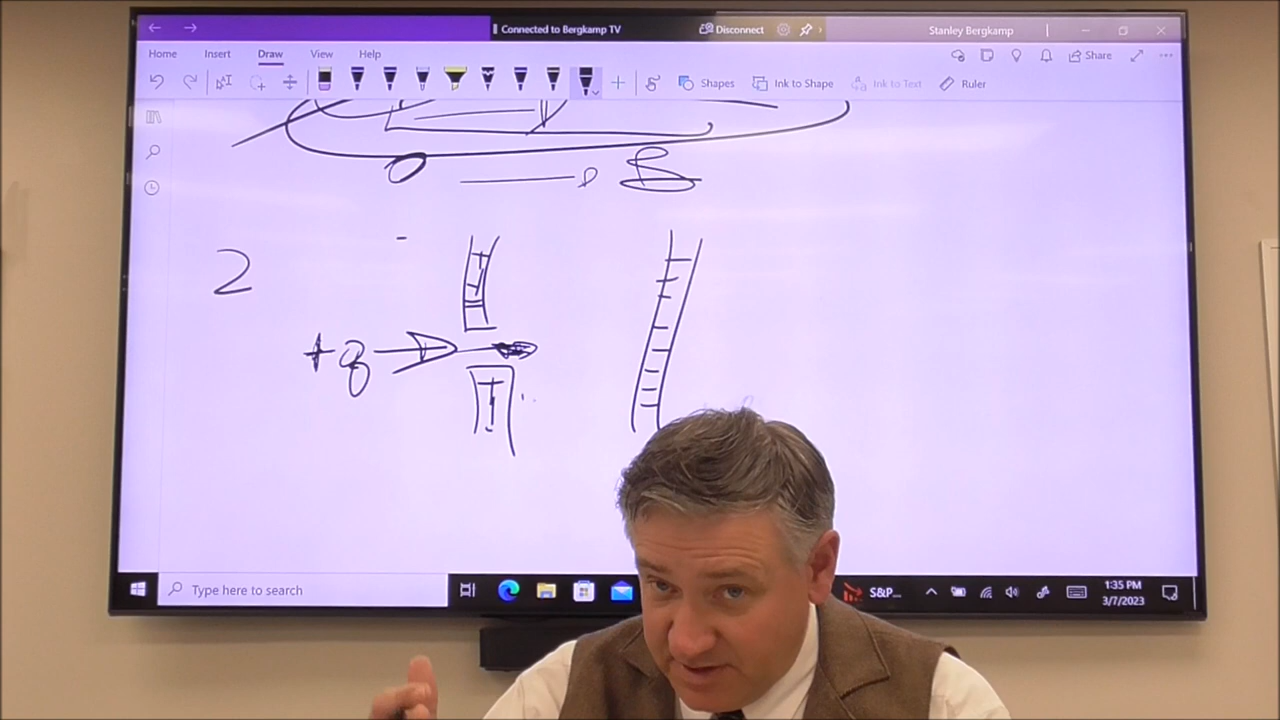 Connected to Bergkamp TV Disconnect Stanley Bergkamp
Home Insert Draw View Help Share
Shapes Ink to Shape Ink to Text Ruler
2
+q
Type here to search
S&P...
1:35 PM
3/7/2023